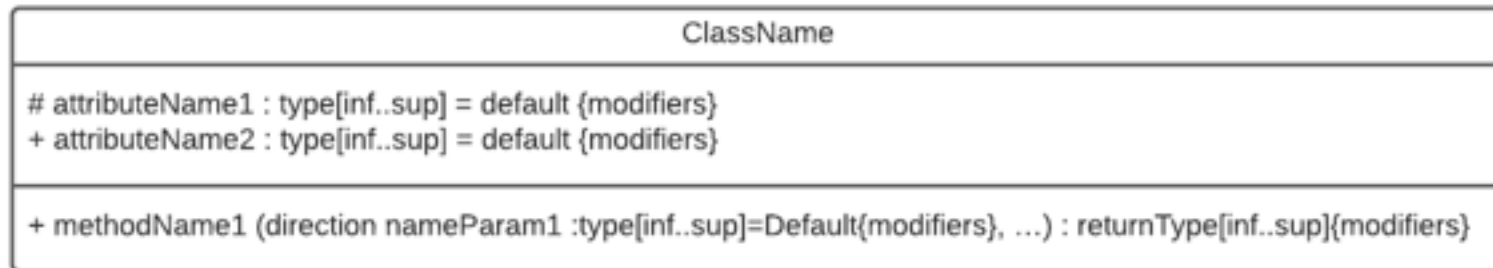 ClassName
# attributeName1 : type[inf..sup] = default {modifiers}
+ attributeName2 : type[inf..sup] = default {modifiers}
+ methodName1 (direction nameParam1 :type[inf..sup]=Default{modifiers}, …) : returnType[inf..sup]{modifiers}